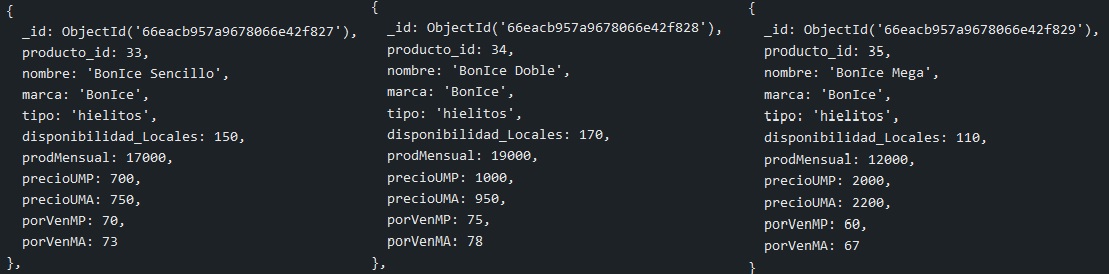 {
  _id: ObjectId('66eacb957a9678066e42f827'),
  producto_id: 33,
  nombre: 'BonIce Sencillo',
  marca: 'BonIce',
  tipo: 'hielitos',
  disponibilidad_Locales: 150,
  prodMensual: 17000,
  precioUMP: 700,
  precioUMA: 750,
  porVenMP: 70,
  porVenMA: 73
},
{
  _id: ObjectId('66eacb957a9678066e42f828'),
  producto_id: 34,
  nombre: 'BonIce Doble',
  marca: 'BonIce',
  tipo: 'hielitos',
  disponibilidad_Locales: 170,
  prodMensual: 19000,
  precioUMP: 1000,
  precioUMA: 950,
  porVenMP: 75,
  porVenMA: 78
},
{
  _id: ObjectId('66eacb957a9678066e42f829'),
  producto_id: 35,
  nombre: 'BonIce Mega',
  marca: 'BonIce',
  tipo: 'hielitos',
  disponibilidad_Locales: 110,
  prodMensual: 12000,
  precioUMP: 2000,
  precioUMA: 2200,
  porVenMP: 60,
  porVenMA: 67
}